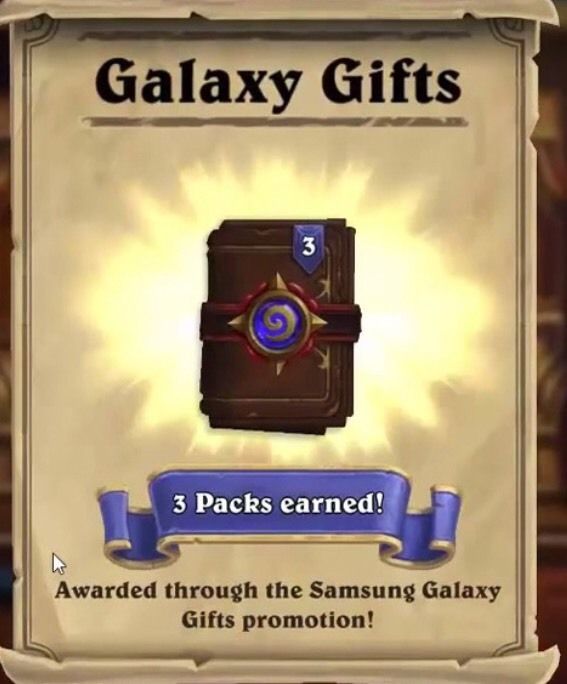 Galaxy Gifts
3
3 Packs earned!
Awarded through the Samsung Galaxy
Gifts promotion!